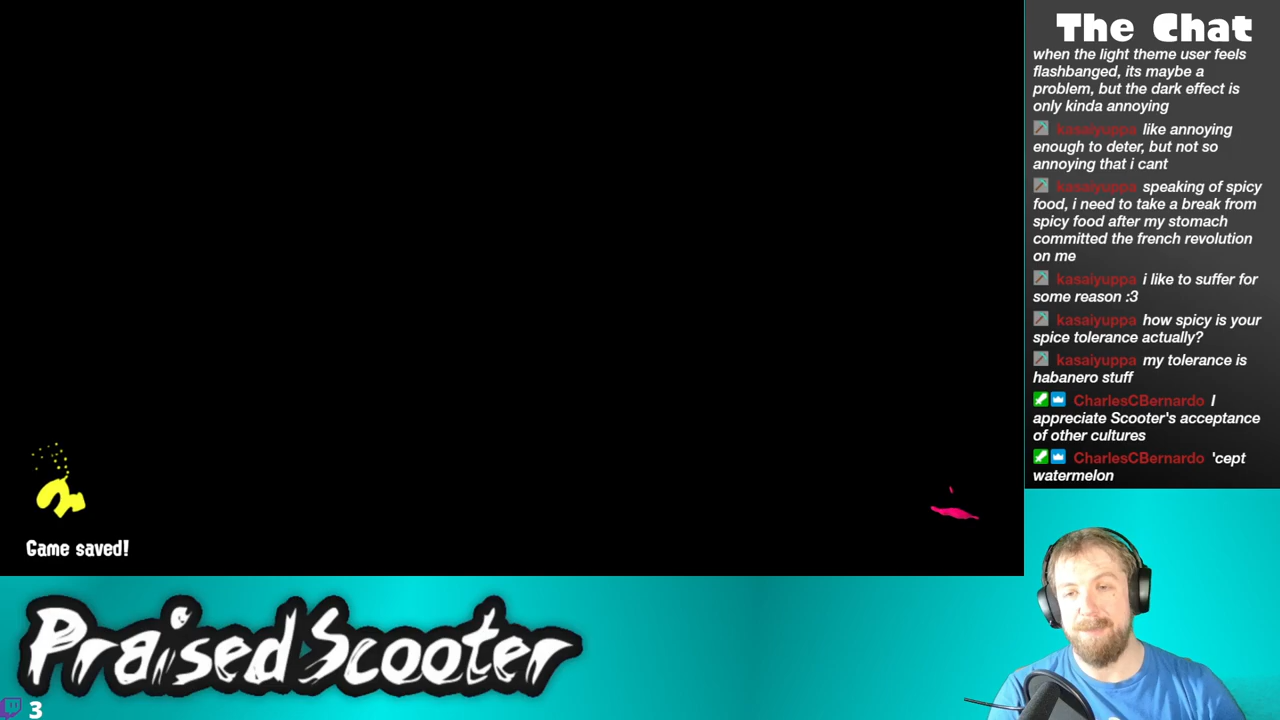 The Chat
when the light theme user feels
flashbanged, its maybe a
problem, but the dark effect is
only kinda annoying
kasaiyuppa like annoying
enough to deter, but not so
annoying that i cant
kasaiyuppa speaking of spicy
food, i need to take a break from
spicy food after my stomach
committed the french revolution
on me
kasaiyuppa i like to suffer for
some reason :3
kasaiyuppa how spicy is your
spice tolerance actually?
kasaiyuppa my tolerance is
habanero stuff
CharlesCBernardo I
appreciate Scooter's acceptance
of other cultures
CharlesCBernardo 'cept
watermelon
Game saved!
PraisedScooter
3